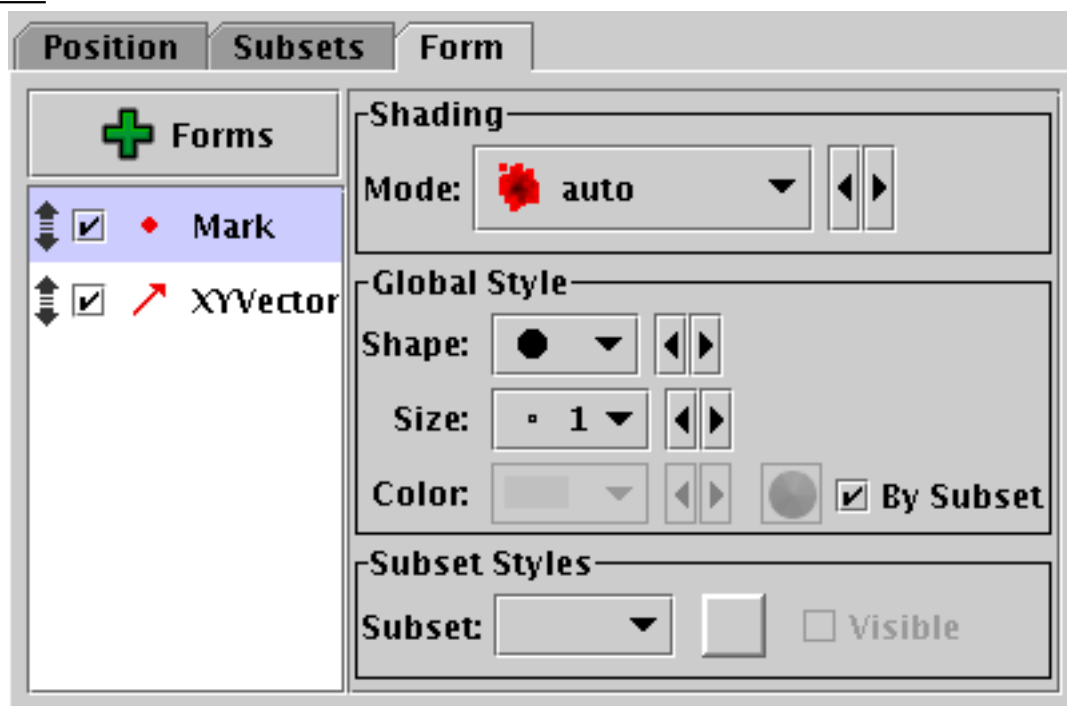 Position Subsets Form
Forms
Mark
XYVector
Shading
Mode: auto
Global Style
Shape:
Size: 1
Color: By Subset
Subset Styles
Subset: Visible